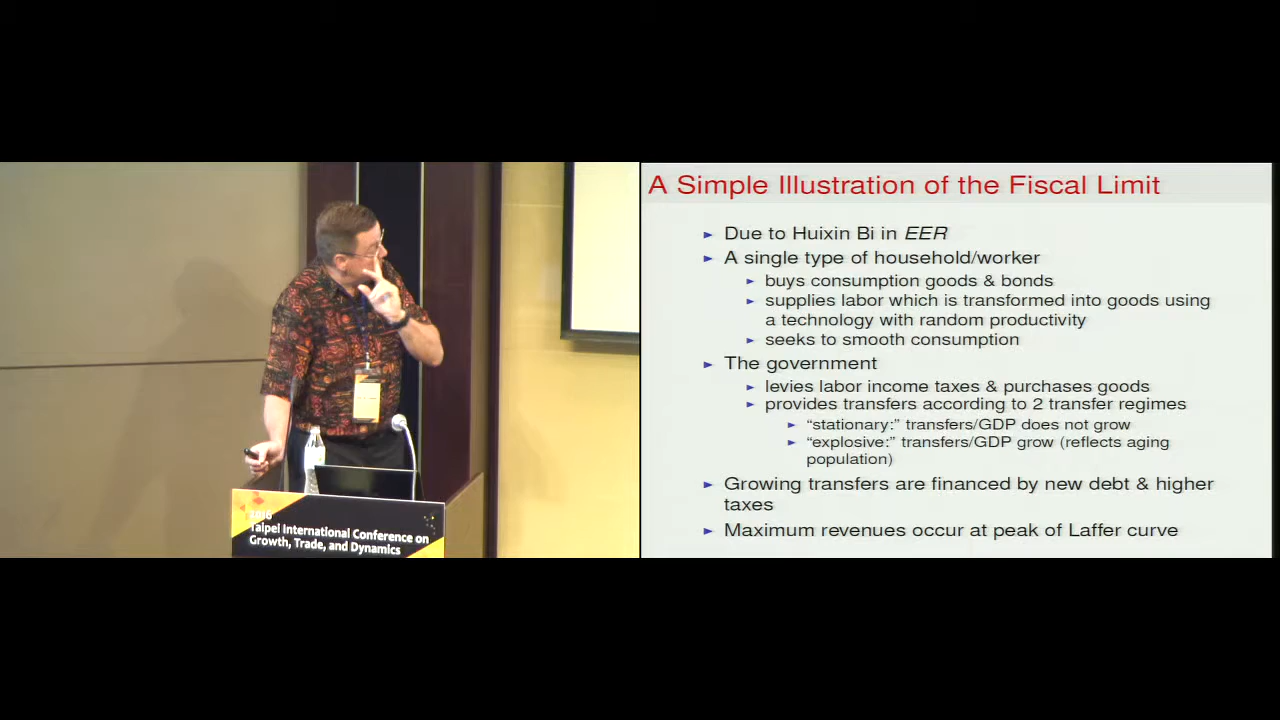 A Simple Illustration of the Fiscal Limit
► Due to Huixin Bi in EER
► A single type of household/worker
► buys consumption goods & bonds
► supplies labor which is transformed into goods using
a technology with random productivity
► seeks to smooth consumption
► The government
► levies labor income taxes & purchases goods
► provides transfers according to 2 transfer regimes
► “stationary:” transfers/GDP does not grow
► “explosive:” transfers/GDP grow (reflects aging
population)
► Growing transfers are financed by new debt & higher
taxes
► Maximum revenues occur at peak of Laffer curve
2016
Taipei International Conference on
Growth, Trade, and Dynamics